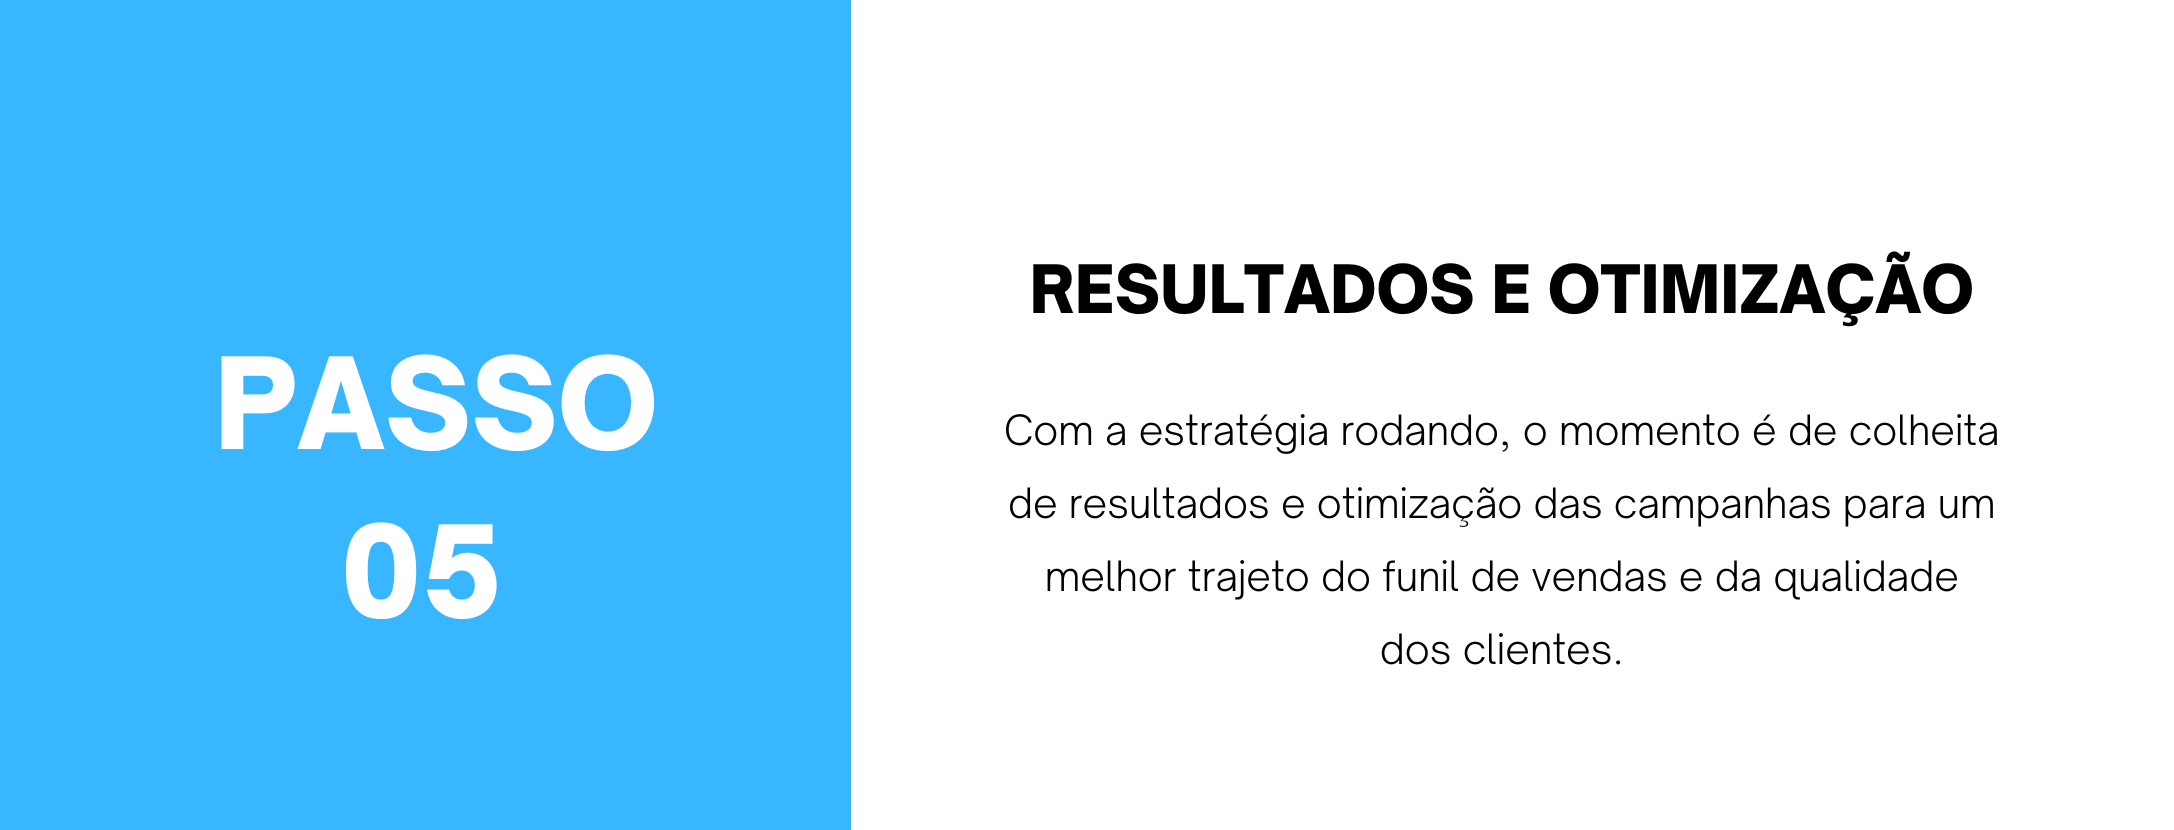 PASSO
05
RESULTADOS E OTIMIZAÇÃO
Com a estratégia rodando, o momento é de colheita
de resultados e otimização das campanhas para um
melhor trajeto do funil de vendas e da qualidade
dos clientes.